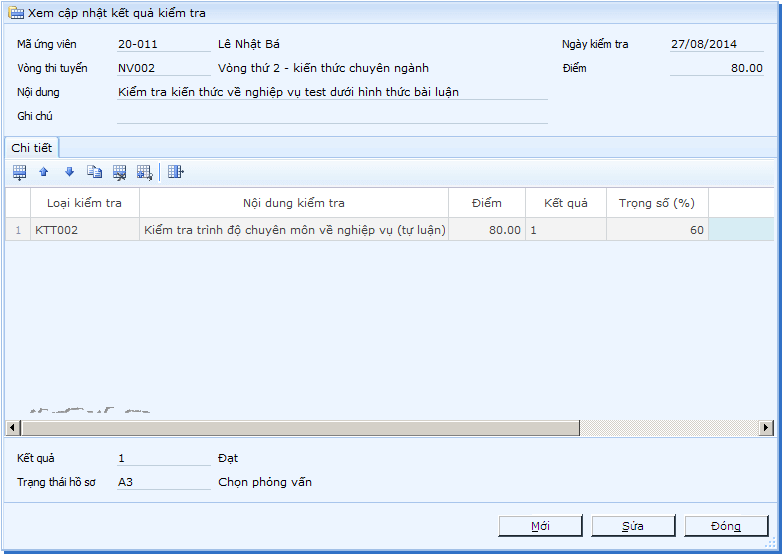 Xem cập nhật kết quả kiểm tra
Mã ứng viên 20-011 Lê Nhật Bá Ngày kiểm tra 27/08/2014
Vòng thi tuyển NV002 Vòng thứ 2 - kiến thức chuyên ngành Điểm 80.00
Nội dung Kiểm tra kiến thức về nghiệp vụ test dưới hình thức bài luận
Ghi chú
Chi tiết
Loại kiểm tra Nội dung kiểm tra Điểm Kết quả Trọng số (%)
1 KTT002 Kiểm tra trình độ chuyên môn về nghiệp vụ (tự luận) 80.00 1 60
Kết quả 1 Đạt
Trạng thái hồ sơ A3 Chọn phỏng vấn
Mới Sửa Đóng